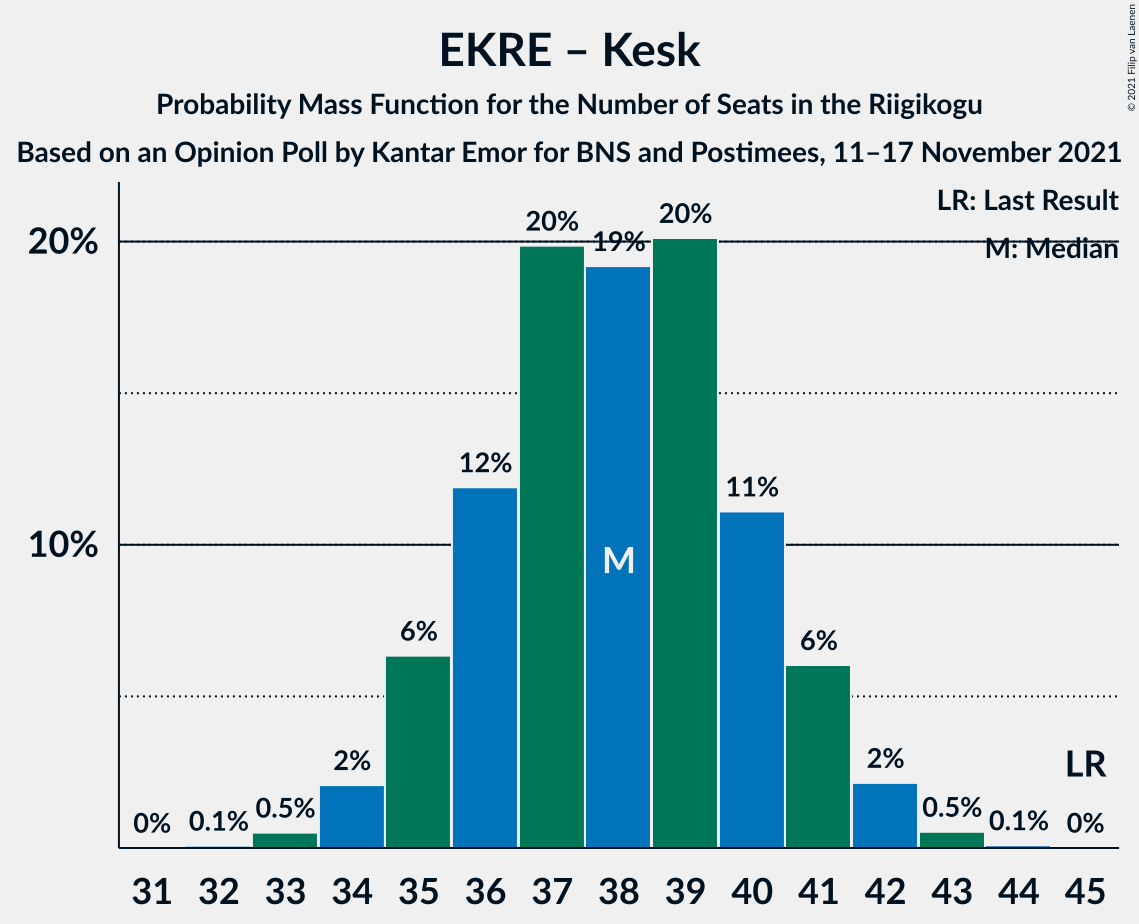 EKRE – Kesk
Probability Mass Function for the Number of Seats in the Riigikogu
Based on an Opinion Poll by Kantar Emor for BNS and Postimees, 11–17 November 2021
© 2021 Filip van Laenen
LR: Last Result
M: Median
20%
10%
0%
0.1%
0.5%
2%
6%
12%
20%
19%
20%
11%
6%
2%
0.5%
0.1%
0%
M
LR
31 32 33 34 35 36 37 38 39 40 41 42 43 44 45